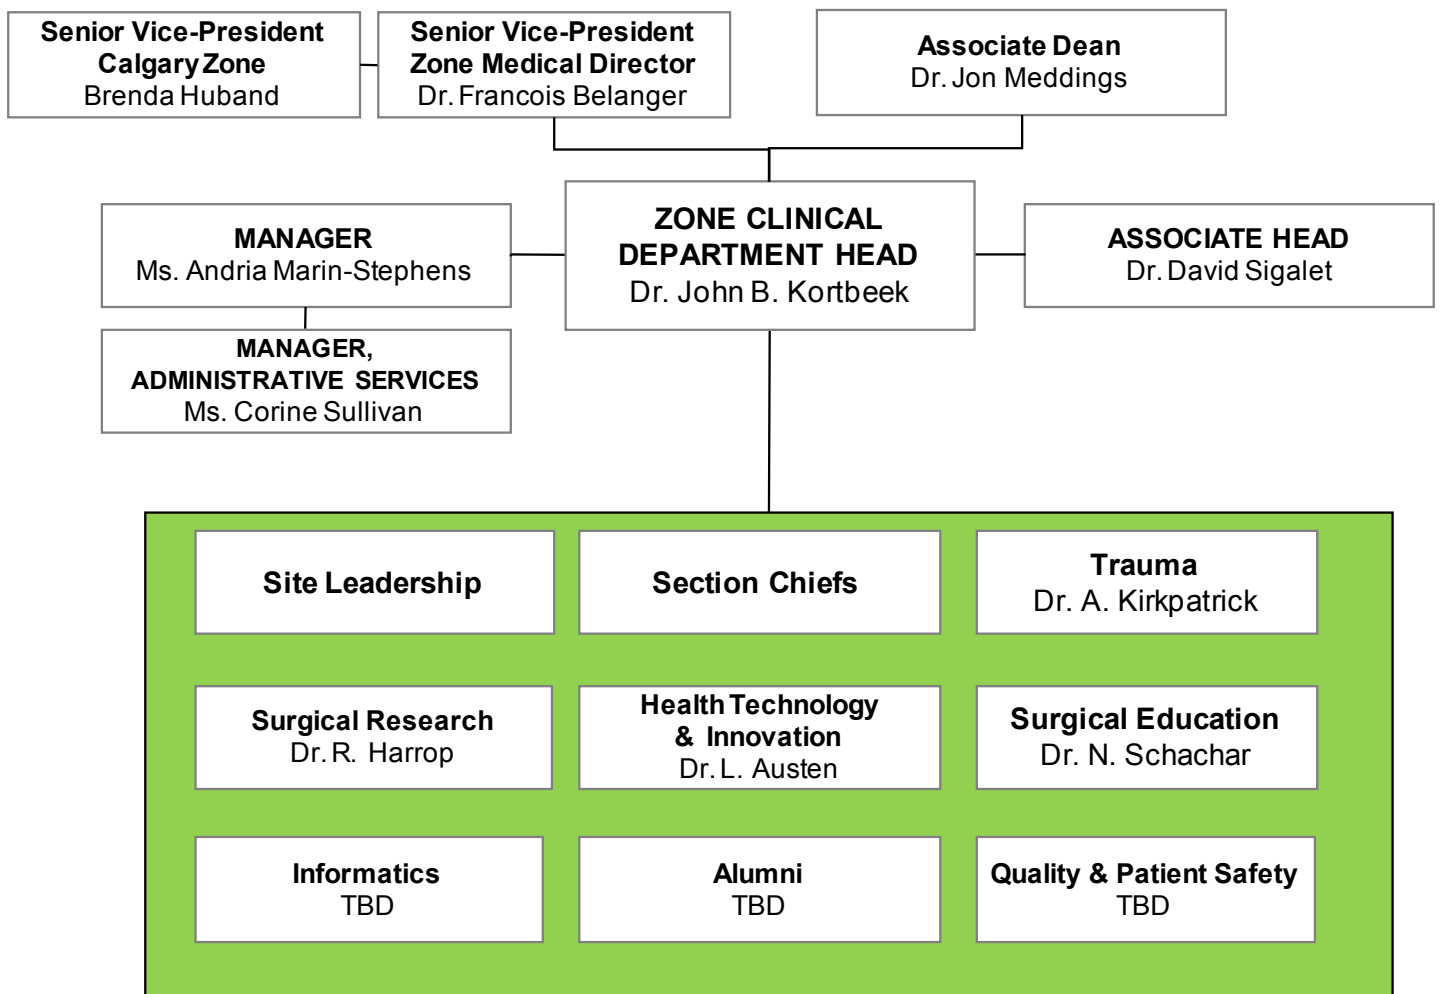 Senior Vice-President
Calgary Zone
Brenda Huband
Senior Vice-President
Zone Medical Director
Dr. Francois Belanger
Associate Dean
Dr. Jon Meddings
MANAGER
Ms. Andria Marin-Stephens
ZONE CLINICAL
DEPARTMENT HEAD
Dr. John B. Kortbeek
ASSOCIATE HEAD
Dr. David Sigalet
MANAGER,
ADMINISTRATIVE SERVICES
Ms. Corine Sullivan
Site Leadership
Section Chiefs
Trauma
Dr. A. Kirkpatrick
Surgical Research
Dr. R. Harrop
Health Technology
& Innovation
Dr. L. Austen
Surgical Education
Dr. N. Schachar
Informatics
TBD
Alumni
TBD
Quality & Patient Safety
TBD